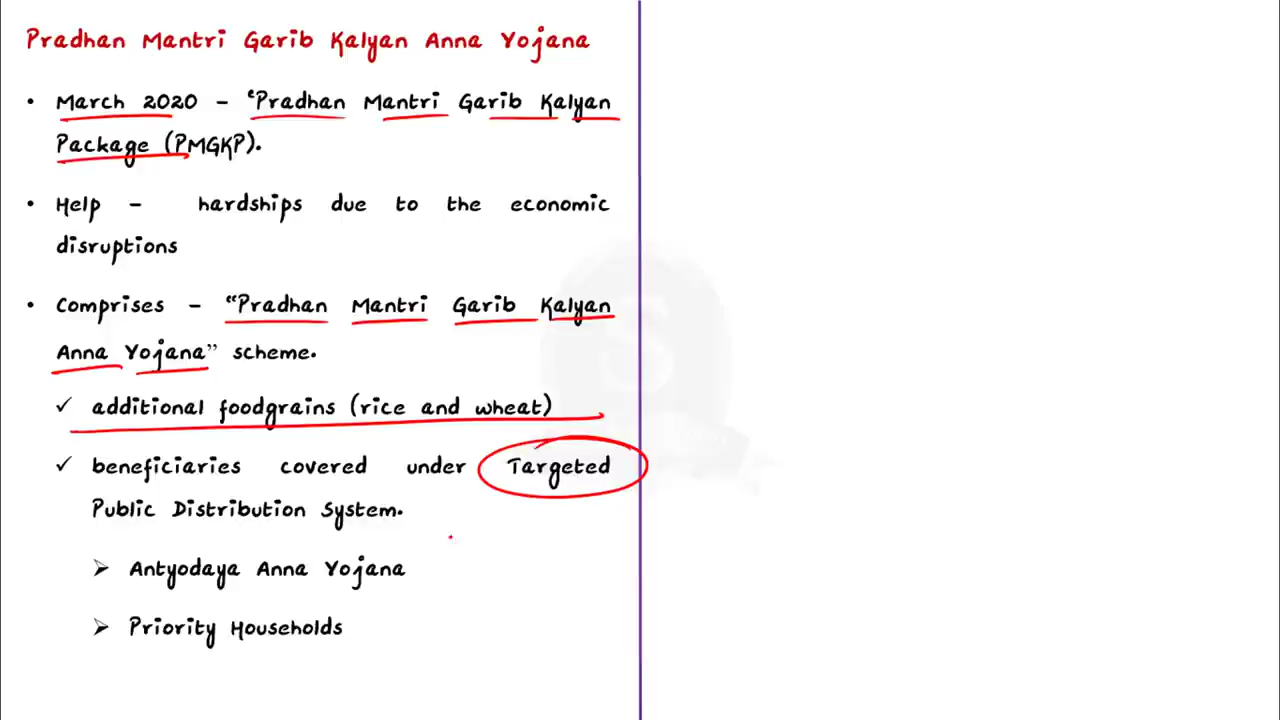 Pradhan Mantri Garib Kalyan Anna Yojana
• March 2020 – ‘Pradhan Mantri Garib Kalyan
Package (PMGKP).
• Help – hardships due to the economic
disruptions
• Comprises – “Pradhan Mantri Garib Kalyan
Anna Yojana” scheme.
✓ additional foodgrains (rice and wheat)
✓ beneficiaries covered under Targeted
Public Distribution System.
➢ Antyodaya Anna Yojana
➢ Priority Households